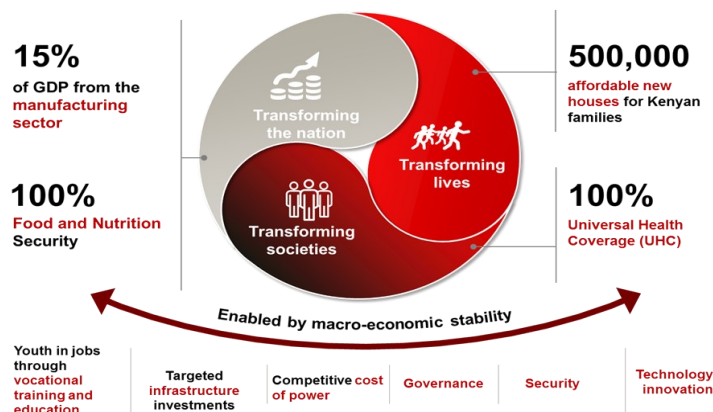 15%
of GDP from the
manufacturing
sector
100%
Food and Nutrition
Security
Transforming
the nation
Transforming
lives
Transforming
societies
500,000
affordable new
houses for Kenyan
families
100%
Universal Health
Coverage (UHC)
Enabled by macro-economic stability
Youth in jobs
through
vocational
training and
education
Targeted
infrastructure
investments
Competitive cost
of power
Governance
Security
Technology
innovation